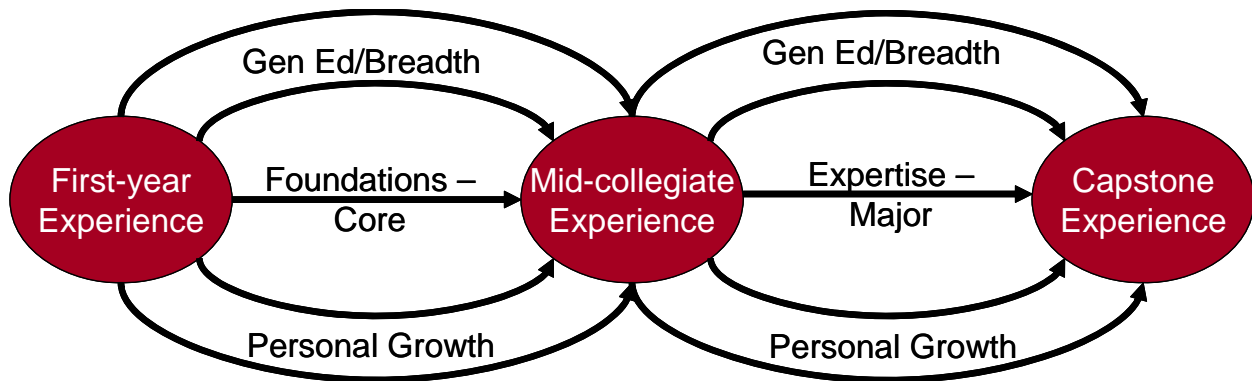 Gen Ed/Breadth
Gen Ed/Breadth
First-year
Experience
Foundations –
Core
Mid-collegiate
Experience
Expertise –
Major
Capstone
Experience
Personal Growth
Personal Growth